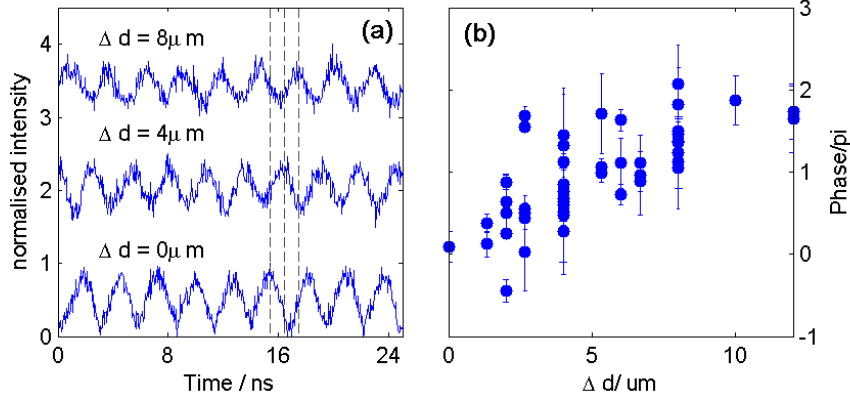 (a)
(b)
Δ d = 8μ m
Δ d = 4μ m
Δ d = 0μ m
normalised intensity
4
3
2
1
0
0
8
16
24
Time / ns
3
2
1
0
-1
Phase/pi
0
5
10
Δ d/ um